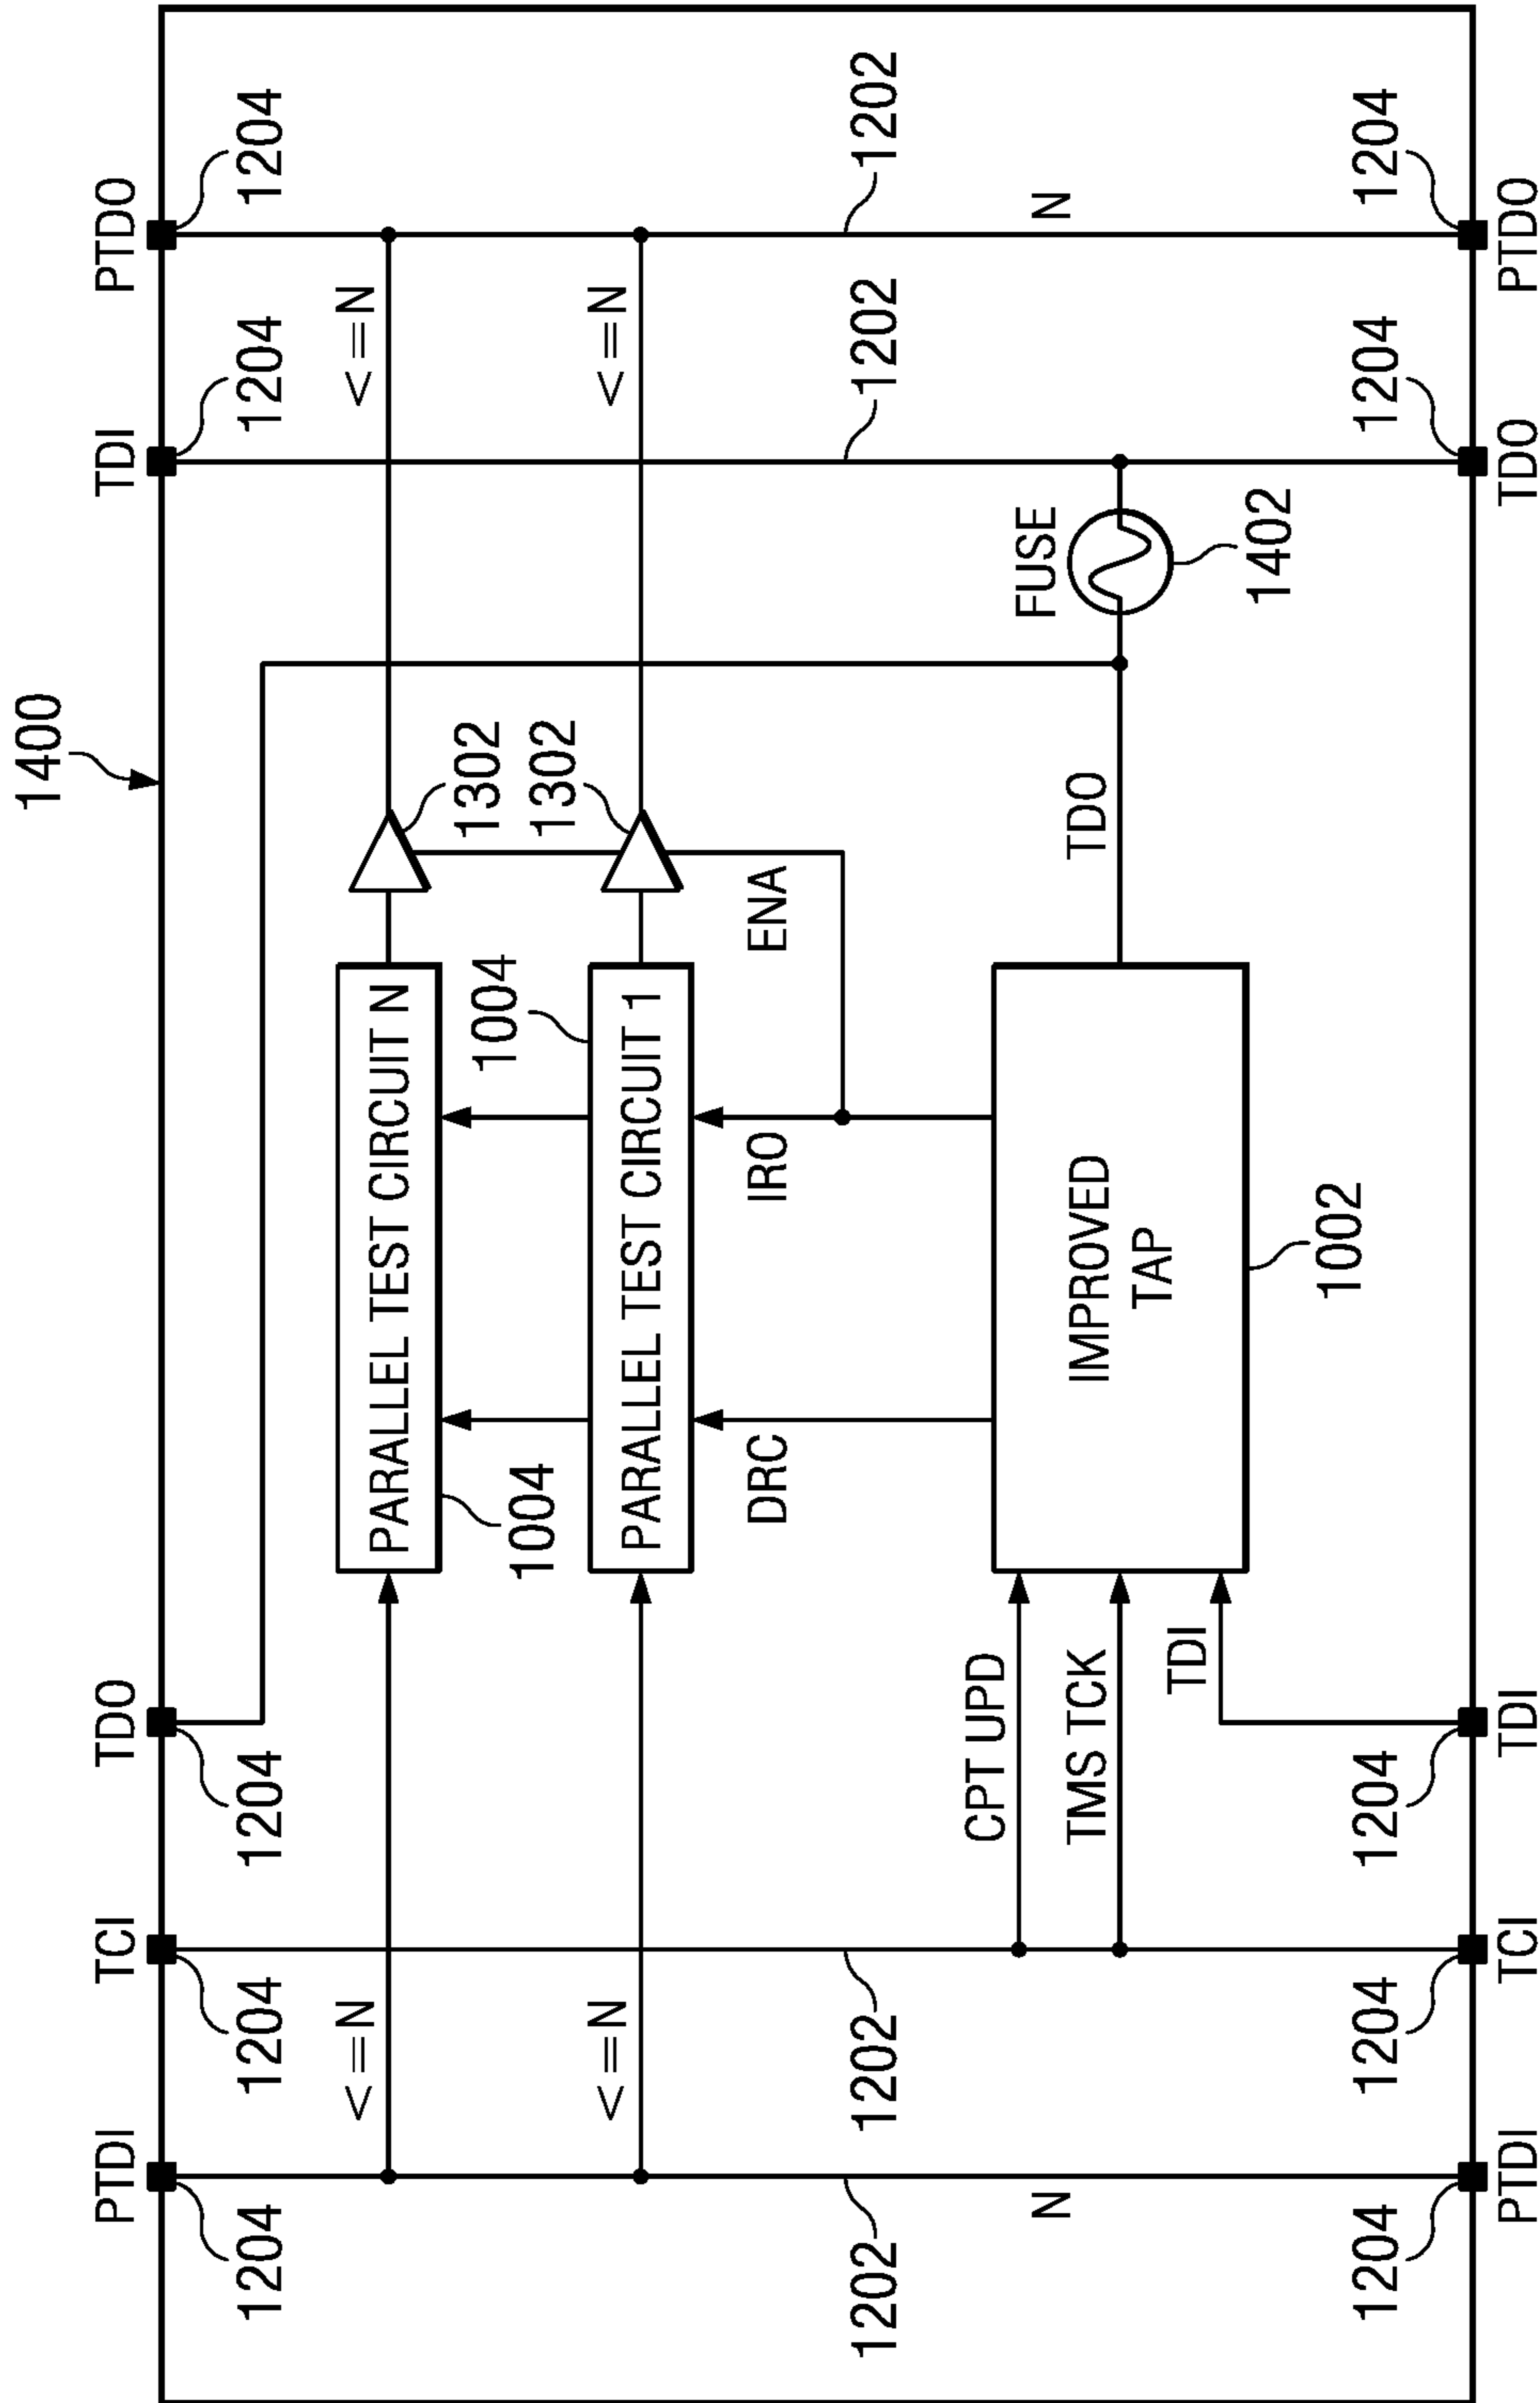 1400
PTDI TCI TDO TDI PTDO
1204 1204 1204 1204 1204
<=N <=N
PARALLEL TEST CIRCUIT N
1004 1302
1004 1302
<=N <=N
PARALLEL TEST CIRCUIT 1
DRC IRO ENA
1202 1202 1202 1202
CPT UPD
N FUSE N
TMS TCK TDO
IMPROVED
TAP
TDI
1402
1002
1204 1204 1204 1204 1204
PTDI TCI TDI TDO PTDO